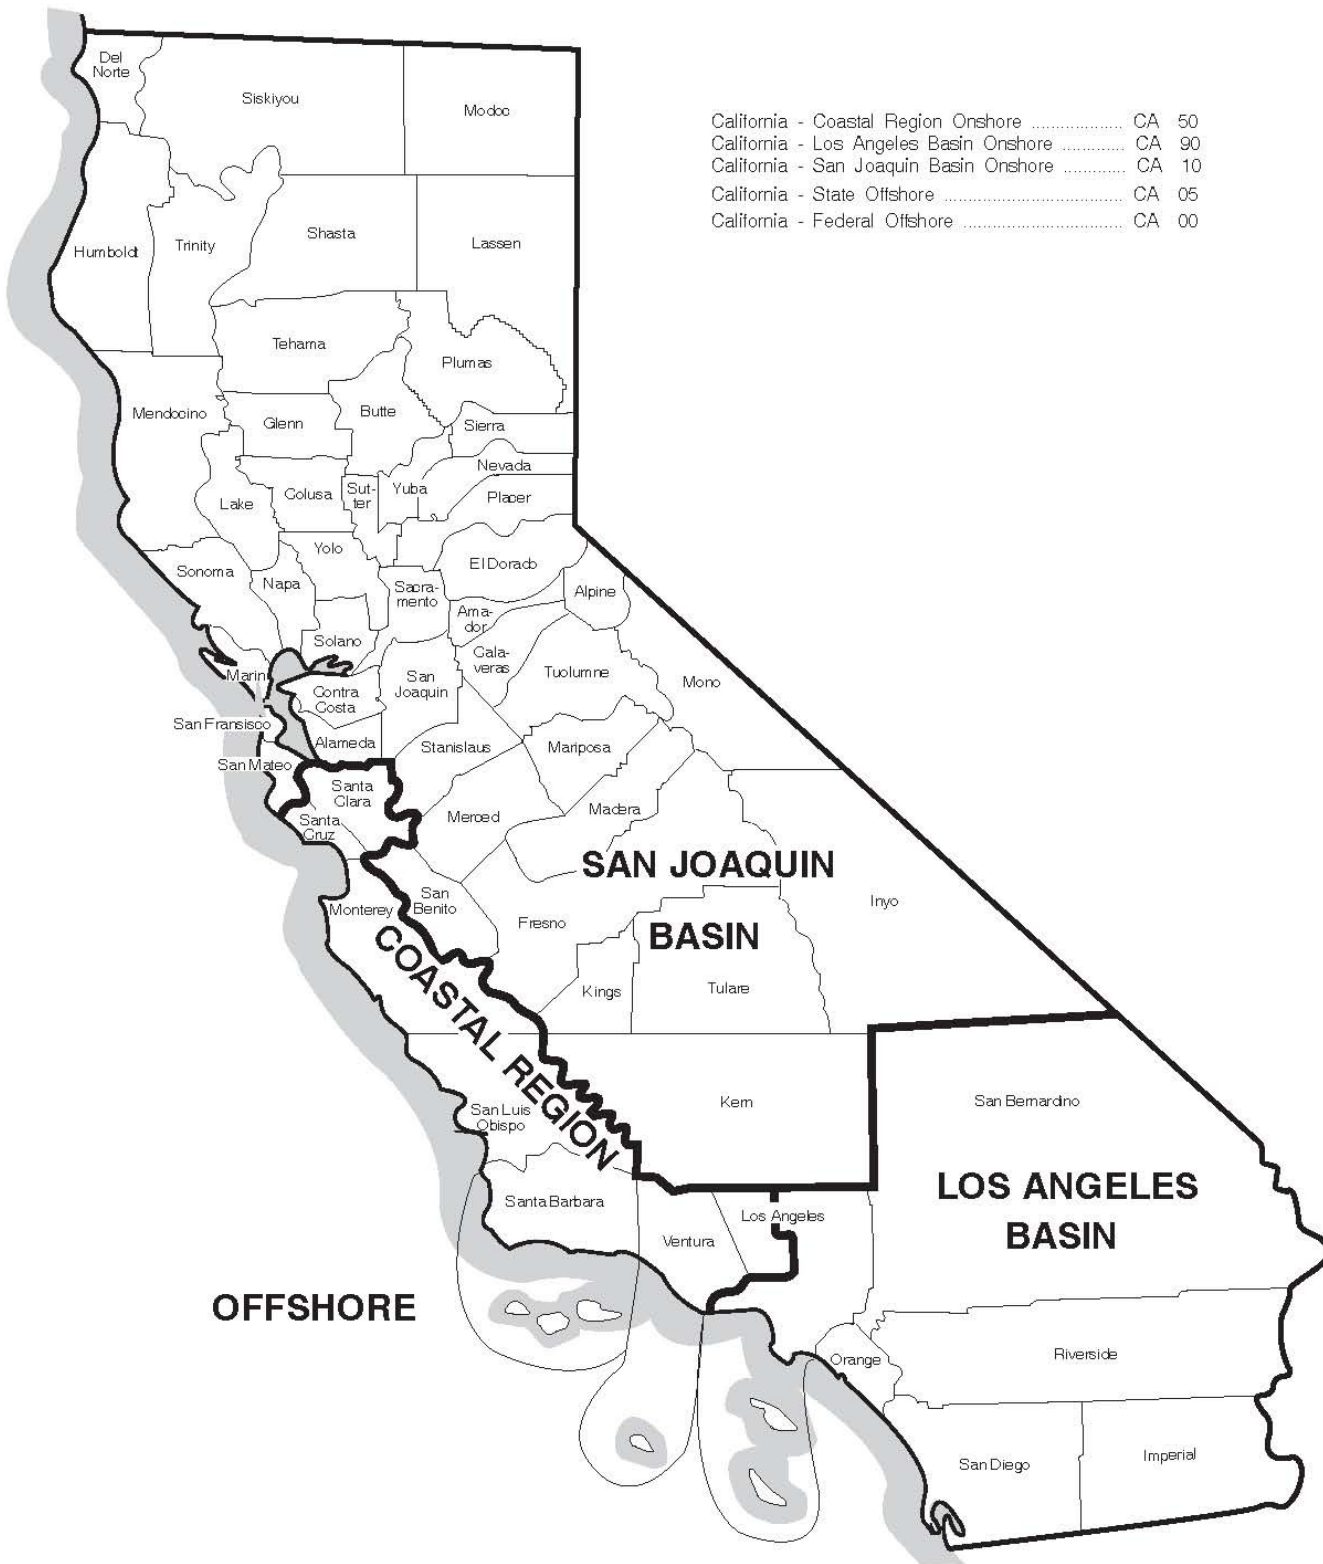 Del
Norte
Siskiyou
Modoc
California - Coastal Region Onshore ................... CA 50
California - Los Angeles Basin Onshore ............. CA 90
California - San Joaquin Basin Onshore ............. CA 10
California - State Offshore ..................................... CA 05
California - Federal Offshore ................................. CA 00
Humboldt
Trinity
Shasta
Lassen
Tehama
Plumas
Mendocino
Glenn
Butte
Sierra
Nevada
Lake
Colusa
Sut-
ter
Yuba
Placer
Sonoma
Napa
Yolo
El Dorado
Sacra-
mento
Alpine
Ama-
dor
Solano
Cala-
veras
Marin
Contra
Costa
San
Joaquin
Tuolumne
Mono
San Fransisco
Alameda
Stanislaus
Mariposa
San Mateo
Santa
Clara
Santa
Cruz
Merced
Madera
SAN JOAQUIN
BASIN
Monterey
San
Benito
Fresno
Inyo
Kings
Tulare
COASTAL REGION
San Luis
Obispo
Kern
San Bernardino
Santa Barbara
Ventura
Los Angeles
LOS ANGELES
BASIN
OFFSHORE
Orange
Riverside
San Diego
Imperial